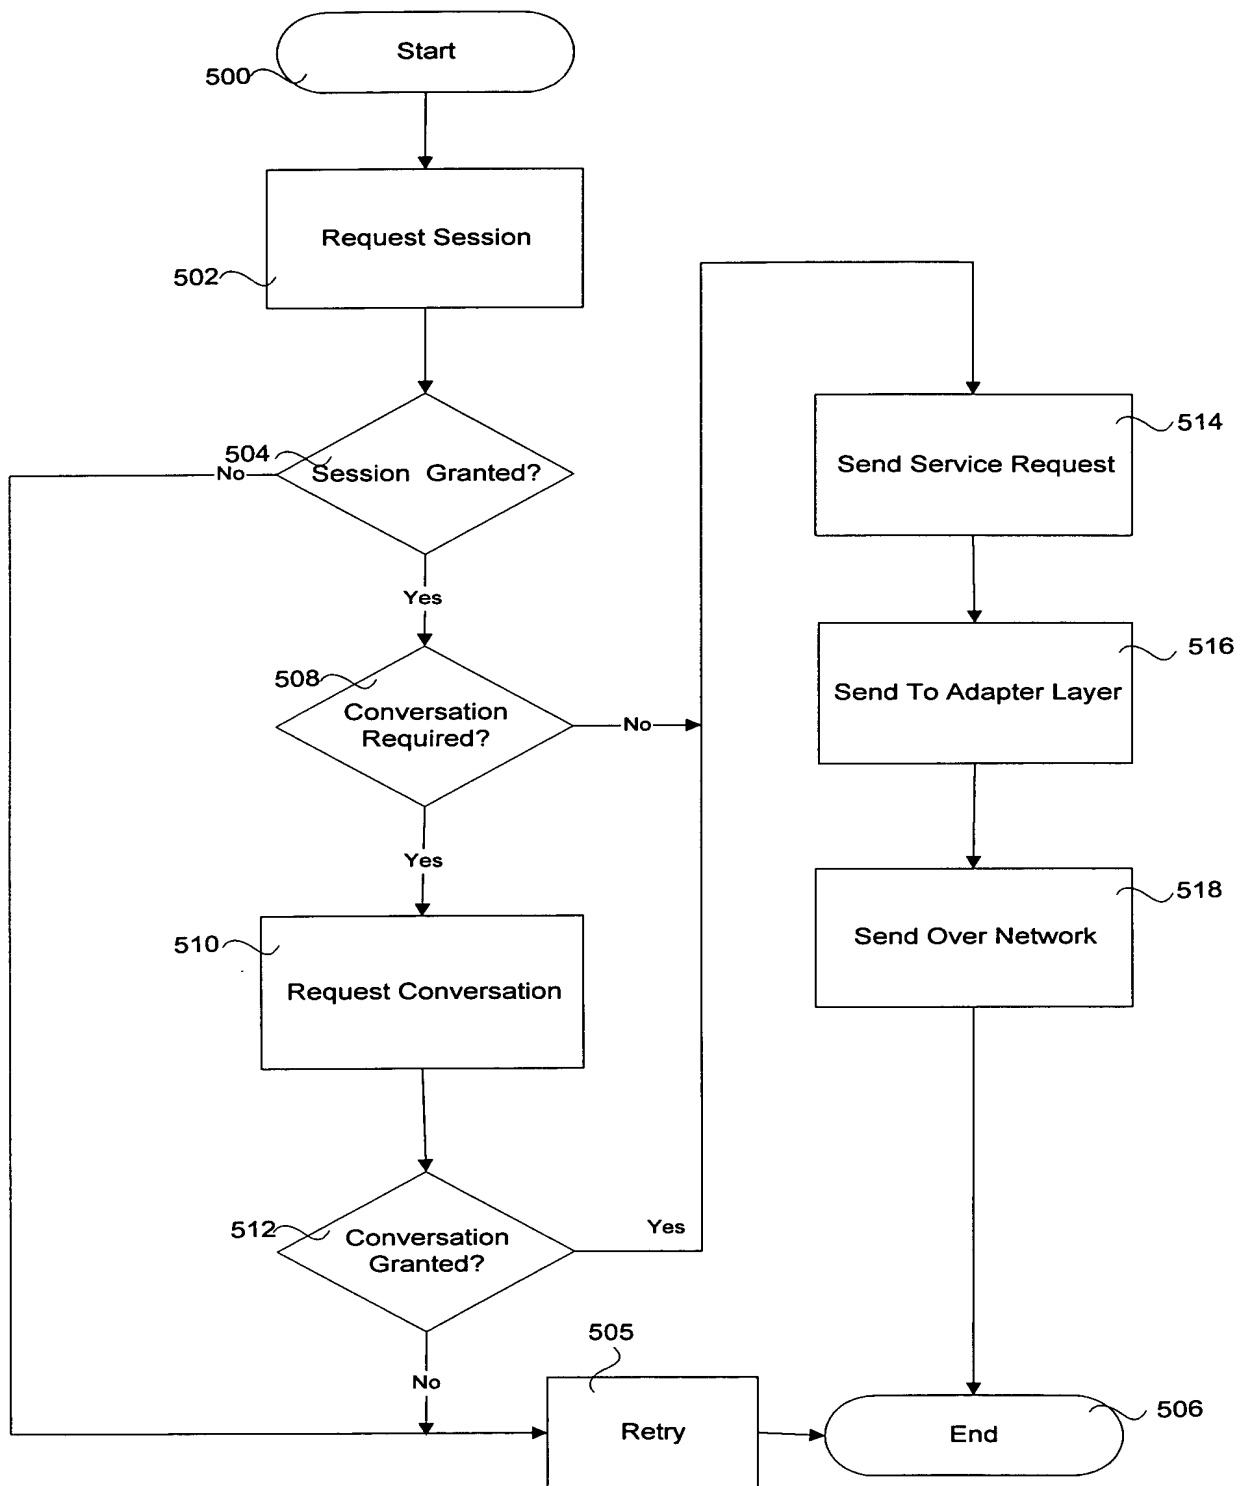 Start
500
Request Session
502
504
Session Granted?
No
Yes
508
Conversation
Required?
No
Yes
510
Request Conversation
512
Conversation
Granted?
Yes
No
514
Send Service Request
516
Send To Adapter Layer
518
Send Over Network
505
Retry
506
End